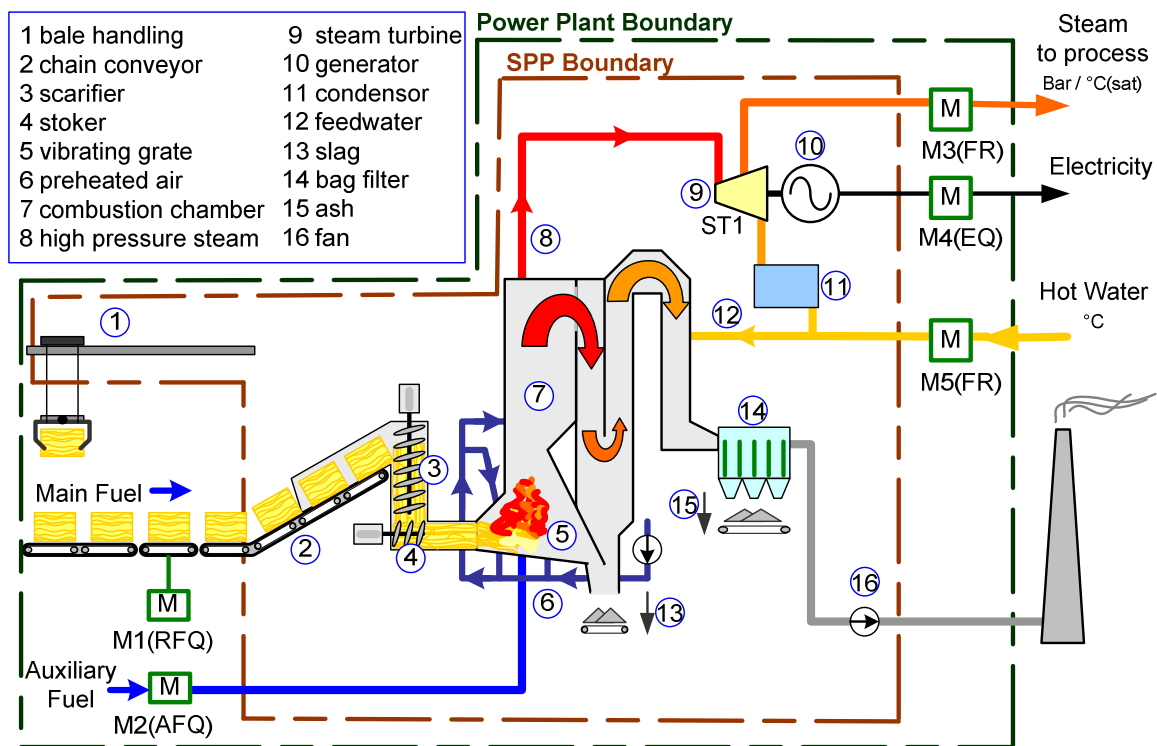 1 bale handling
2 chain conveyor
3 scarifier
4 stoker
5 vibrating grate
6 preheated air
7 combustion chamber
8 high pressure steam
9 steam turbine
10 generator
11 condensor
12 feedwater
13 slag
14 bag filter
15 ash
16 fan
Power Plant Boundary
SPP Boundary
Steam
to process
Bar / °C(sat)
M
M3(FR)
10
Electricity
9
ST1
M
M4(EQ)
8
11
Hot Water
°C
12
M
M5(FR)
1
7
14
3
Main Fuel
15
5
2
4
16
6
13
M
M1(RFQ)
Auxiliary
Fuel
M
M2(AFQ)